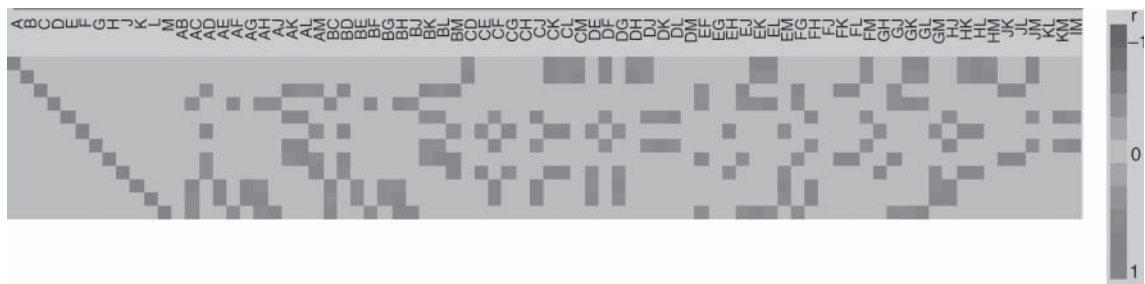 A B C D E F G H J K L M AB AC AD AE AF AG AH AJ AK AL AM BC BD BE BF BG BH BJ BK BL BM CD CE CF CG CH CJ CK CL CM DE DF DG DH DJ DK DL DM EF EG EH EJ EK EL EM FG FH FJ FK FL FM GH GJ GK GL GM HJ HK HL HM JK JL JM KL KM LM
r
−1
0
1